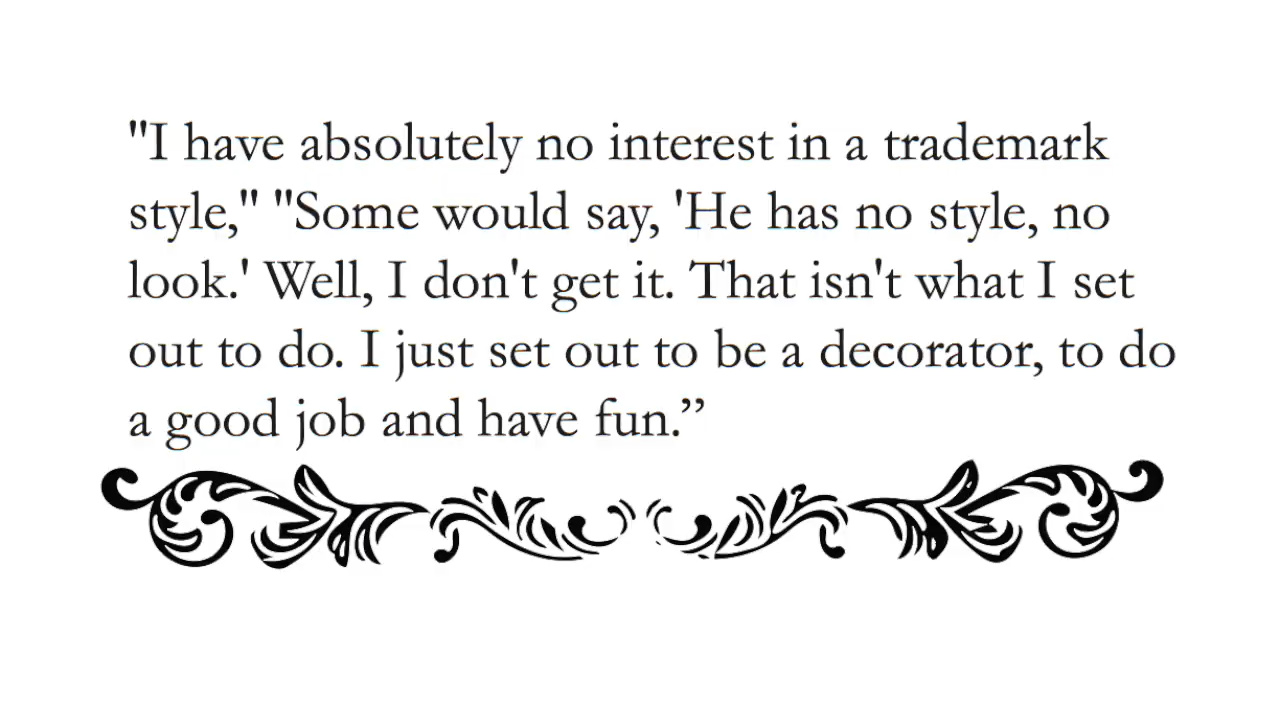 "I have absolutely no interest in a trademark
style," "Some would say, 'He has no style, no
look.' Well, I don't get it. That isn't what I set
out to do. I just set out to be a decorator, to do
a good job and have fun.”